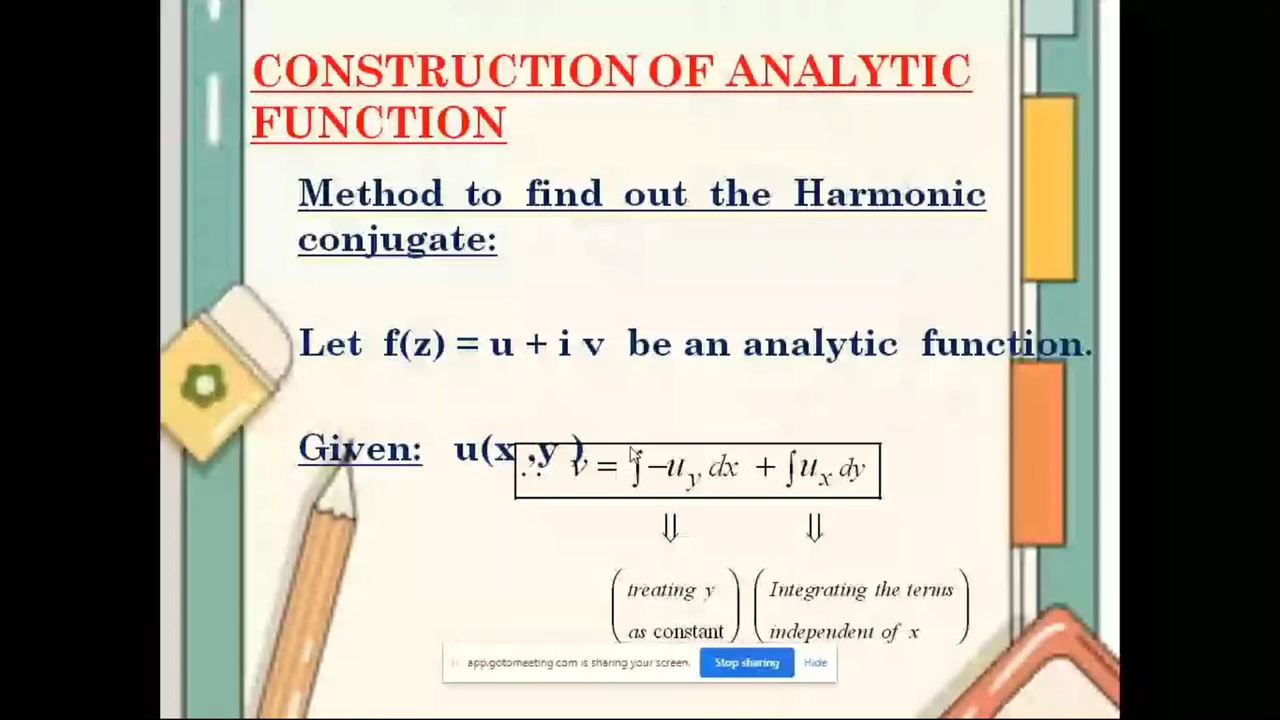 CONSTRUCTION OF ANALYTIC
FUNCTION
Method to find out the Harmonic
conjugate:
Let f(z) = u + i v be an analytic function.
Given: u(x ,y )
∴ v = ∫−u_y dx + ∫u_x dy
⇓ ⇓
(treating y as constant) (Integrating the terms independent of x)
app.gotomeeting.com is sharing your screen. Stop sharing Hide